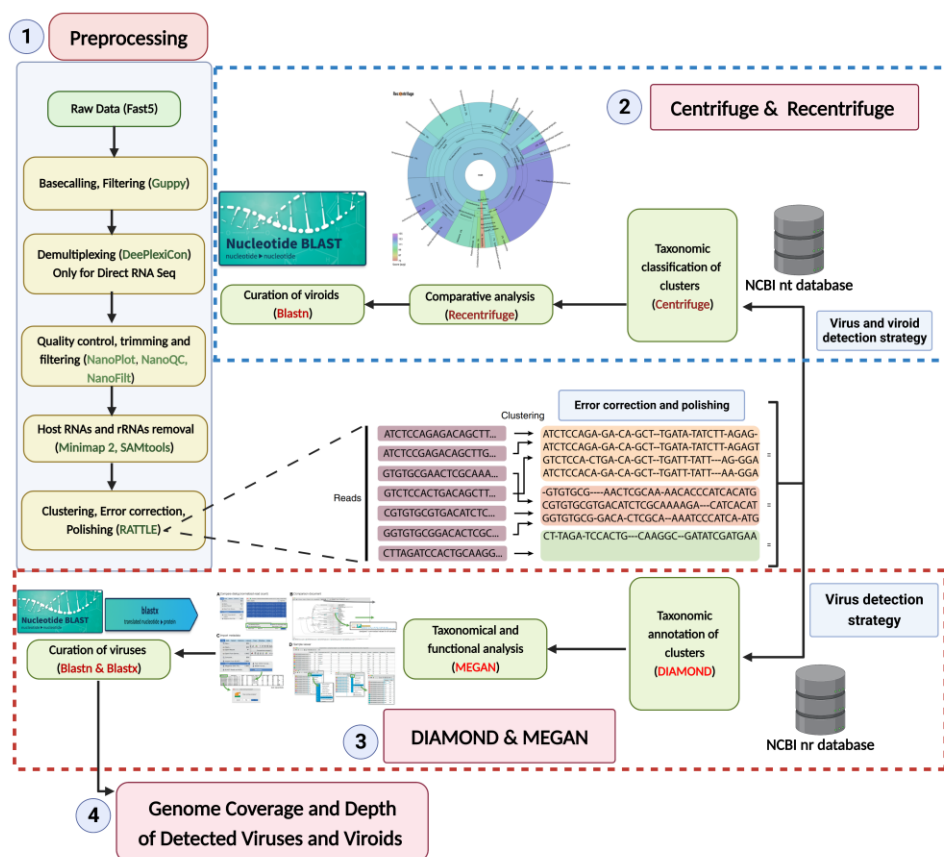 1
Preprocessing
Raw Data (Fast5)
Basecalling, Filtering (Guppy)
Demultiplexing (DeePlexiCon)
Only for Direct RNA Seq
Quality control, trimming and
filtering (NanoPlot, NanoQC,
NanoFilt)
Host RNAs and rRNAs removal
(Minimap 2, SAMtools)
Clustering, Error correction,
Polishing (RATTLE)
2
Centrifuge & Recentrifuge
Nucleotide BLAST
nucleotide ▸ nucleotide
Curation of viroids
(Blastn)
Comparative analysis
(Recentrifuge)
Taxonomic
classification of
clusters
(Centrifuge)
NCBI nt database
Virus and viroid
detection strategy
Clustering
Error correction and polishing
Reads
ATCTCCAGAGACAGCTT...
ATCTCCGAGACAGCTTG...
GTGTGCGAACTCGCAAA...
GTCTCCACTGACAGCTT...
CGTGTGCGTGACATCTC...
GGTGTGCGGACACTCGC...
CTTAGATCCACTGCAAGG...
ATCTCCAGA-GA-CA-GCT--TGATA-TATCTT-AGAG-
ATCTCCAGA-GA-CA-GCT--TGATA-TATCTT-AGAGT
GTCTCCA-CTGA-CA-GCT--TGATT-TATT---AG-GGA
ATCTCCACA-GA-CA-GCT--TGATT-TATT---AA-GGA
-GTGTGCG----AACTCGCAA-AACACCCATCACATG
CGTGTGCGTGACATCTCGCAAAAGA---CATCACAT
GGTGTGCG-GACA-CTCGCA--AAATCCCATCA-ATG
CT-TAGA-TCCACTG---CAAGGC--GATATCGATGAA
Nucleotide BLAST
blastx
translated nucleotide ▸ protein
Curation of viruses
(Blastn & Blastx)
Taxonomical and
functional analysis
(MEGAN)
Taxonomic
annotation of
clusters
(DIAMOND)
Virus detection
strategy
NCBI nr database
3
DIAMOND & MEGAN
4
Genome Coverage and Depth
of Detected Viruses and Viroids